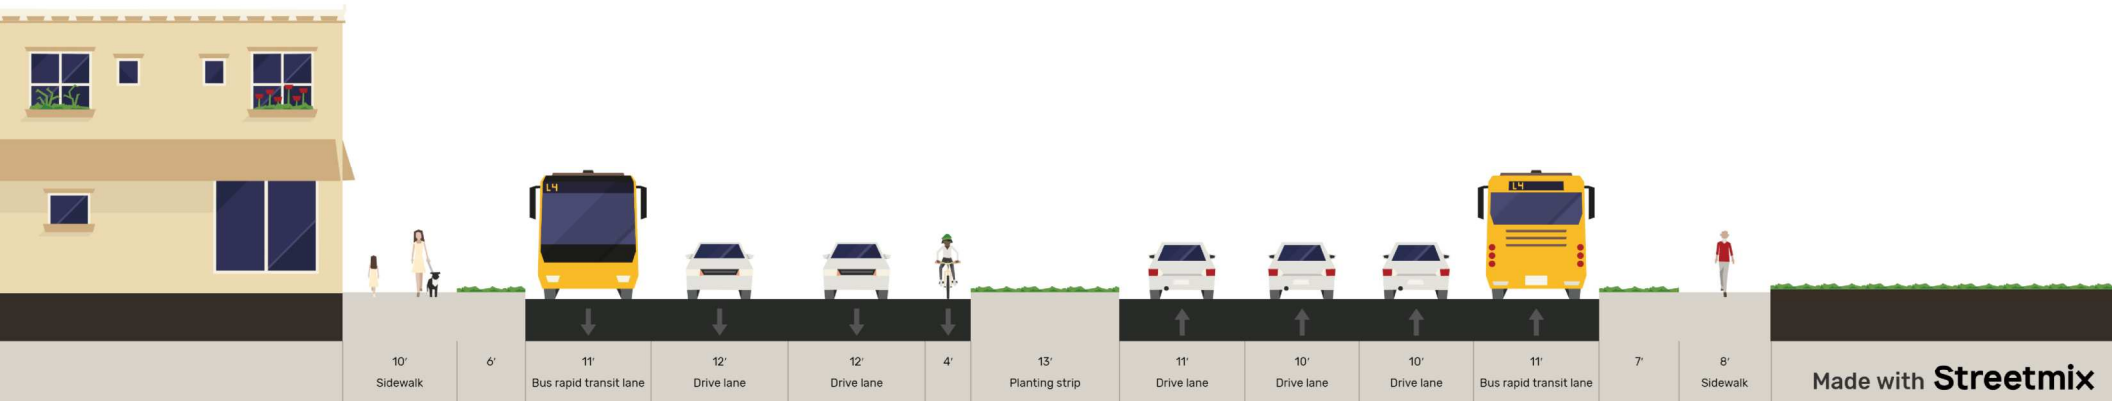 L4
L4
10′
Sidewalk
6′
11′
Bus rapid transit lane
12′
Drive lane
12′
Drive lane
4′
13′
Planting strip
11′
Drive lane
10′
Drive lane
10′
Drive lane
11′
Bus rapid transit lane
7′
8′
Sidewalk
Made with Streetmix